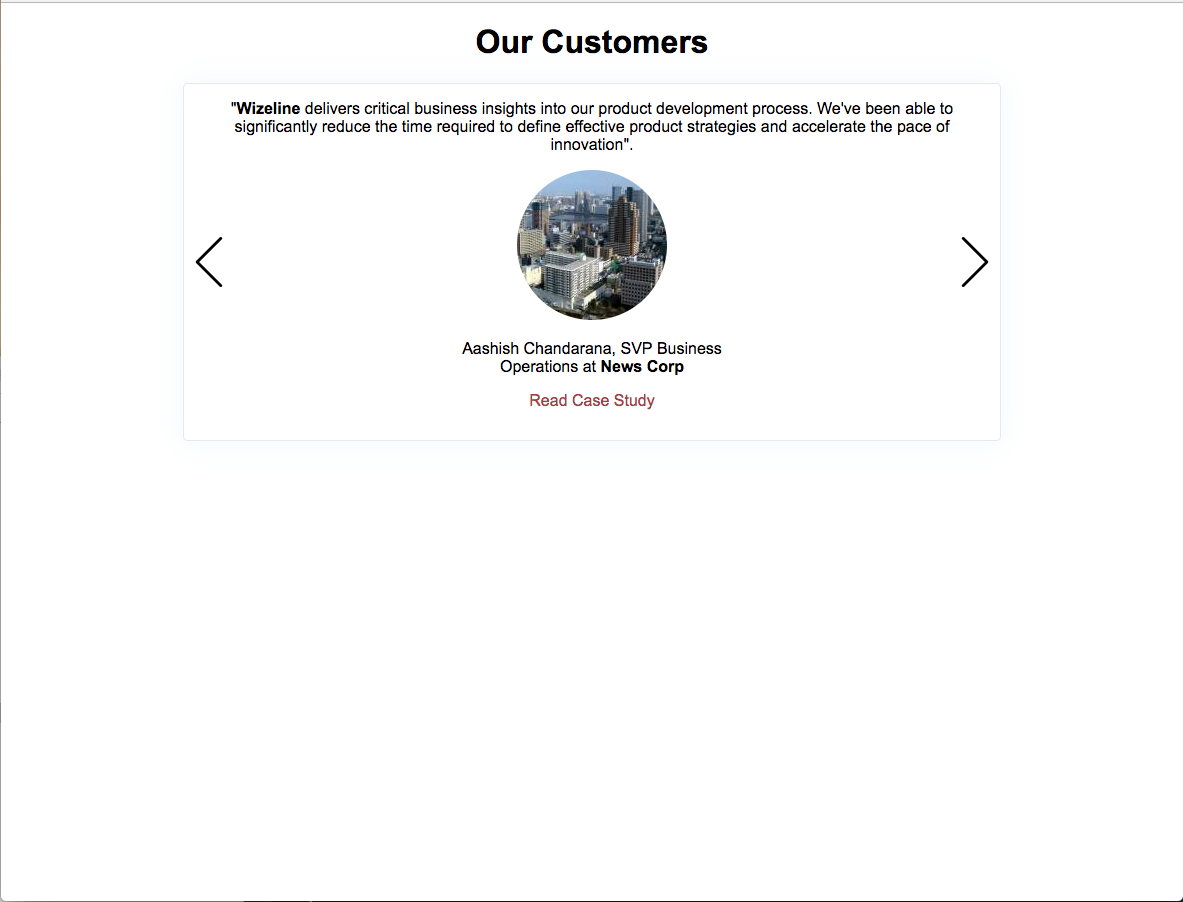 Our Customers
"Wizeline delivers critical business insights into our product development process. We've been able to
significantly reduce the time required to define effective product strategies and accelerate the pace of
innovation".
Aashish Chandarana, SVP Business
Operations at News Corp
Read Case Study